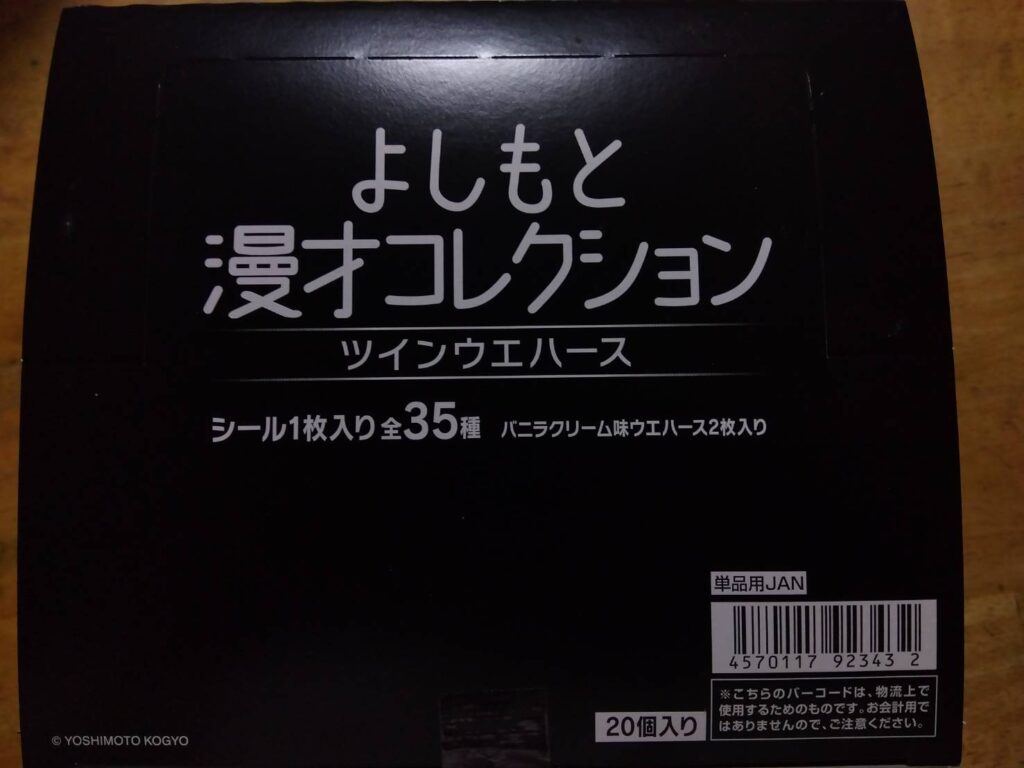 よしもと
漫才コレクション
ツインウエハース
シール1枚入り 全35種 バニラクリーム味ウエハース2枚入り
単品用JAN
4570117 92343 2
※こちらのバーコードは、物流上で
使用するためのものです。お会計用で
はありませんので、ご注意ください。
20個入り
© YOSHIMOTO KOGYO